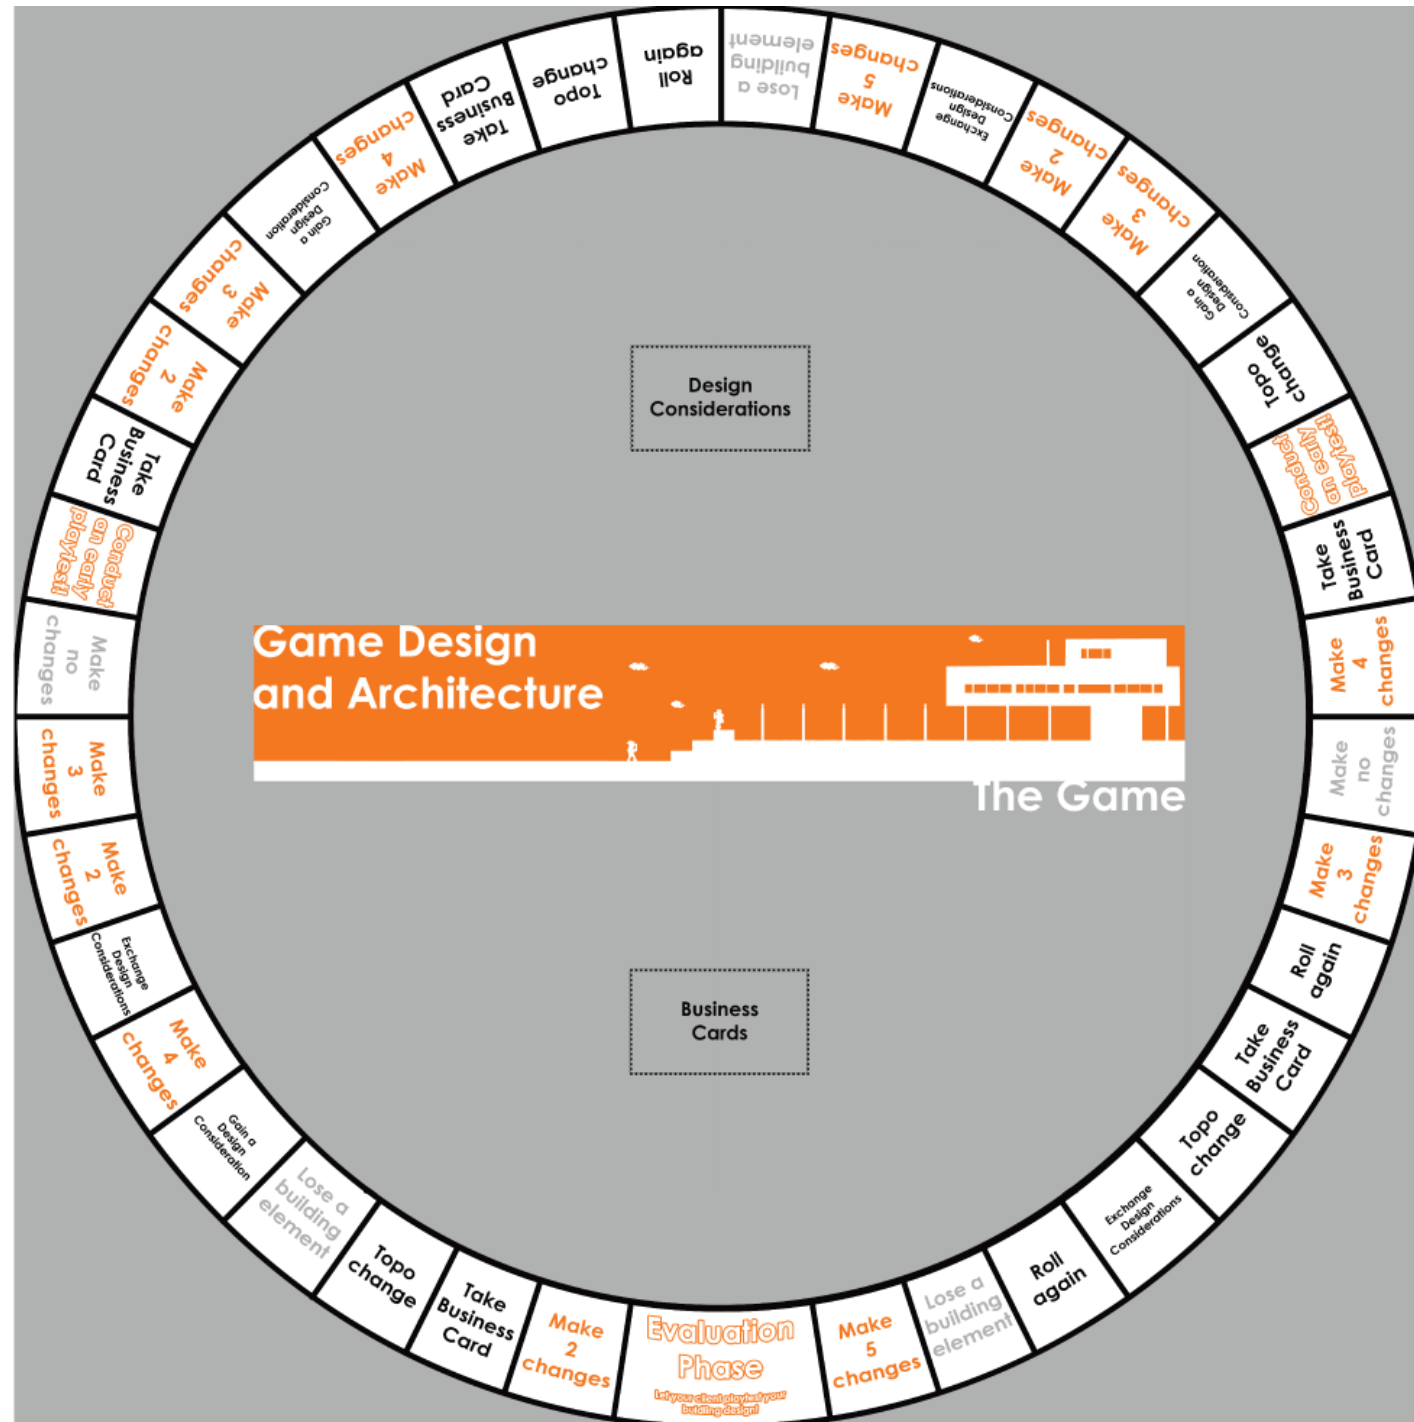 Lose a
building
element
Make
5
changes
Exchange
Design
Considerations
Make
2
changes
Make
3
changes
Gain a
Design
Consideration
Topo
change
Conduct
an early
playtest!
Take
Business
Card
Make
4
changes
Make
no
changes
Make
3
changes
Roll
again
Take
Business
Card
Topo
change
Exchange
Design
Considerations
Roll
again
Lose a
building
element
Make
5
changes
Evaluation
Phase
Let your client playtest your
buidling design!
Make
2
changes
Take
Business
Card
Topo
change
Lose a
building
element
Gain a
Design
Consideration
Make
4
changes
Exchange
Design
Considerations
Make
2
changes
Make
3
changes
Make
no
changes
Conduct
an early
playtest!
Take
Business
Card
Make
2
changes
Make
3
changes
Gain a
Design
Consideration
Make
4
changes
Take
Business
Card
Topo
change
Roll
again
Design
Considerations
Game Design
and Architecture
The Game
Business
Cards